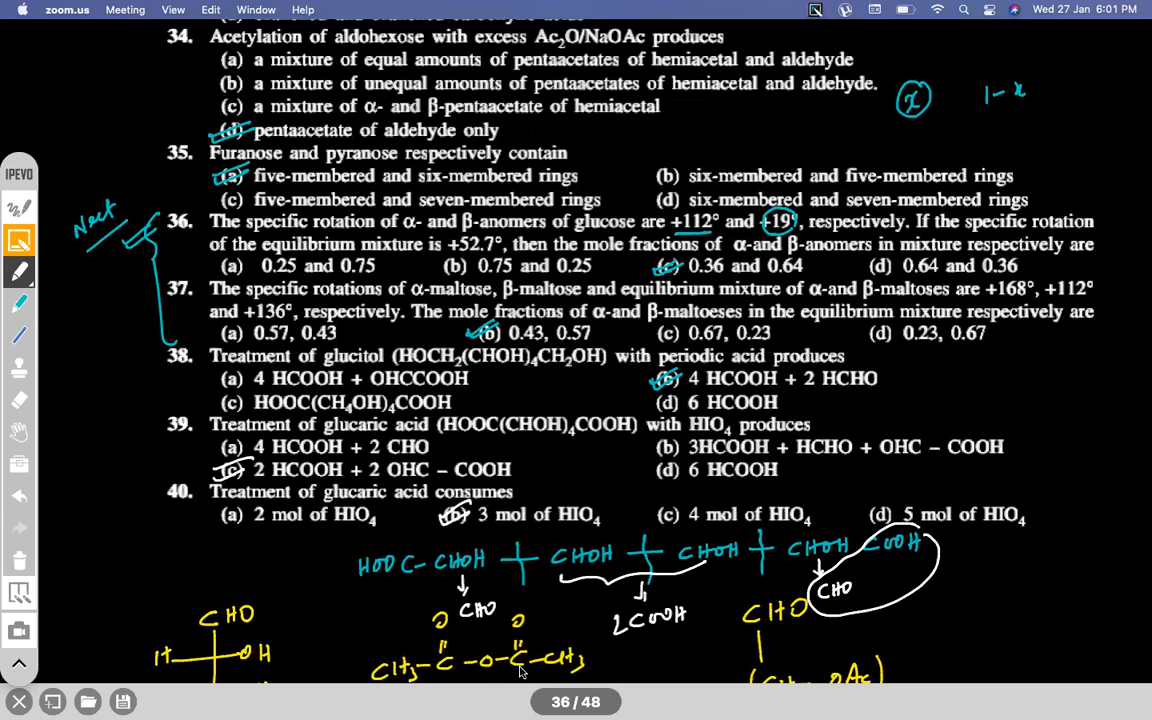 zoom.us Meeting View Edit Window Help Wed 27 Jan 6:01 PM
34. Acetylation of aldohexose with excess Ac₂O/NaOAc produces
(a) a mixture of equal amounts of pentaacetates of hemiacetal and aldehyde
(b) a mixture of unequal amounts of pentaacetates of hemiacetal and aldehyde.
(c) a mixture of α- and β-pentaacetate of hemiacetal
x 1-x
(d) pentaacetate of aldehyde only
35. Furanose and pyranose respectively contain
(a) five-membered and six-membered rings (b) six-membered and five-membered rings
(c) five-membered and seven-membered rings (d) six-membered and seven-membered rings
IPEVO
Next
36. The specific rotation of α- and β-anomers of glucose are +112° and +19°, respectively. If the specific rotation
of the equilibrium mixture is +52.7°, then the mole fractions of α-and β-anomers in mixture respectively are
(a) 0.25 and 0.75 (b) 0.75 and 0.25 (c) 0.36 and 0.64 (d) 0.64 and 0.36
37. The specific rotations of α-maltose, β-maltose and equilibrium mixture of α-and β-maltoses are +168°, +112°
and +136°, respectively. The mole fractions of α-and β-maltoeses in the equilibrium mixture respectively are
(a) 0.57, 0.43 (b) 0.43, 0.57 (c) 0.67, 0.23 (d) 0.23, 0.67
38. Treatment of glucitol (HOCH₂(CHOH)₄CH₂OH) with periodic acid produces
(a) 4 HCOOH + OHCCOOH (b) 4 HCOOH + 2 HCHO
(c) HOOC(CH₄OH)₄COOH (d) 6 HCOOH
39. Treatment of glucaric acid (HOOC(CHOH)₄COOH) with HIO₄ produces
(a) 4 HCOOH + 2 CHO (b) 3HCOOH + HCHO + OHC – COOH
(c) 2 HCOOH + 2 OHC – COOH (d) 6 HCOOH
40. Treatment of glucaric acid consumes
(a) 2 mol of HIO₄ (b) 3 mol of HIO₄ (c) 4 mol of HIO₄ (d) 5 mol of HIO₄
HOOC- CHOH CHOH CHOH CHOH COOH
CHO 2COOH CHO
CHO O O CHO
H OH CH3-C-O-C-CH3
36 / 48